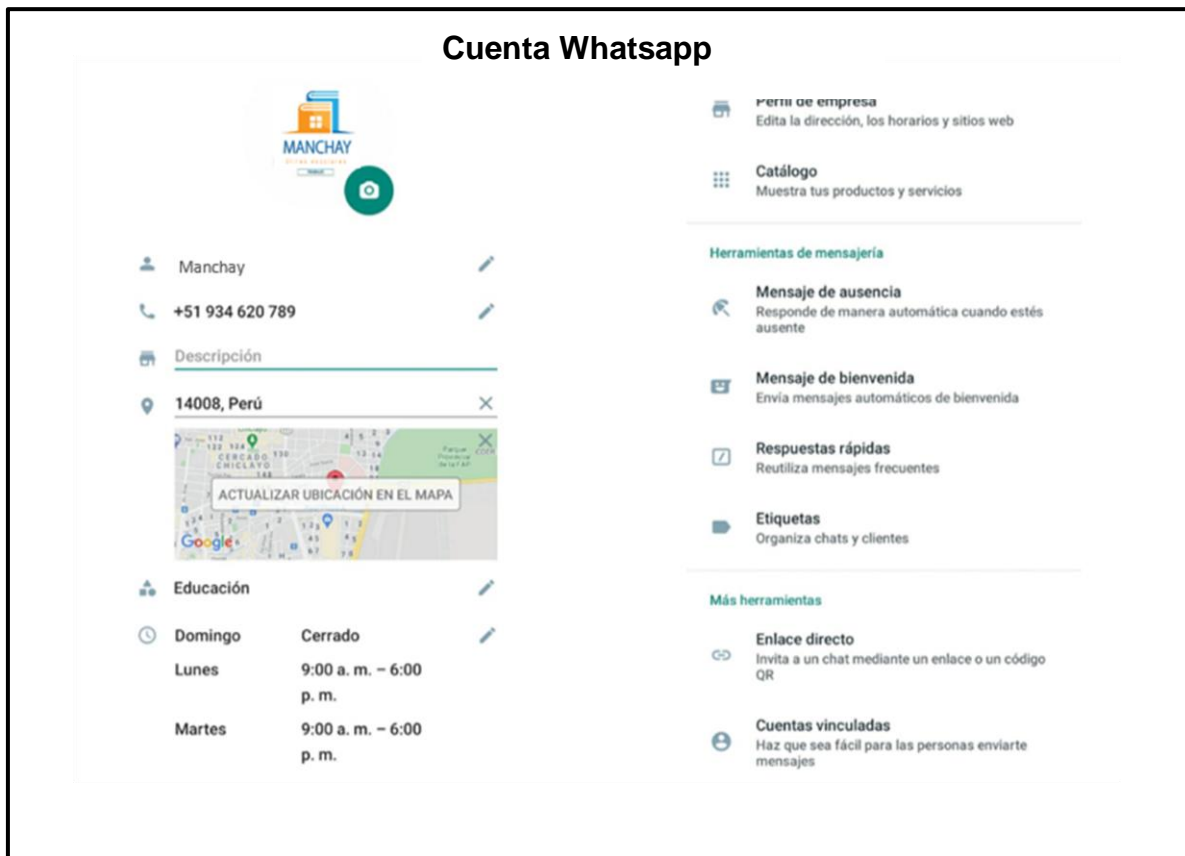 Cuenta Whatsapp
MANCHAY
Manchay
+51 934 620 789
Descripción
14008, Perú
CERCADO
CHICLAYO
ACTUALIZAR UBICACIÓN EN EL MAPA
Google
Educación
Domingo Cerrado
Lunes 9:00 a. m. – 6:00
p. m.
Martes 9:00 a. m. – 6:00
p. m.
Perfil de empresa
Edita la dirección, los horarios y sitios web
Catálogo
Muestra tus productos y servicios
Herramientas de mensajería
Mensaje de ausencia
Responde de manera automática cuando estés
ausente
Mensaje de bienvenida
Envía mensajes automáticos de bienvenida
Respuestas rápidas
Reutiliza mensajes frecuentes
Etiquetas
Organiza chats y clientes
Más herramientas
Enlace directo
Invita a un chat mediante un enlace o un código
QR
Cuentas vinculadas
Haz que sea fácil para las personas enviarte
mensajes